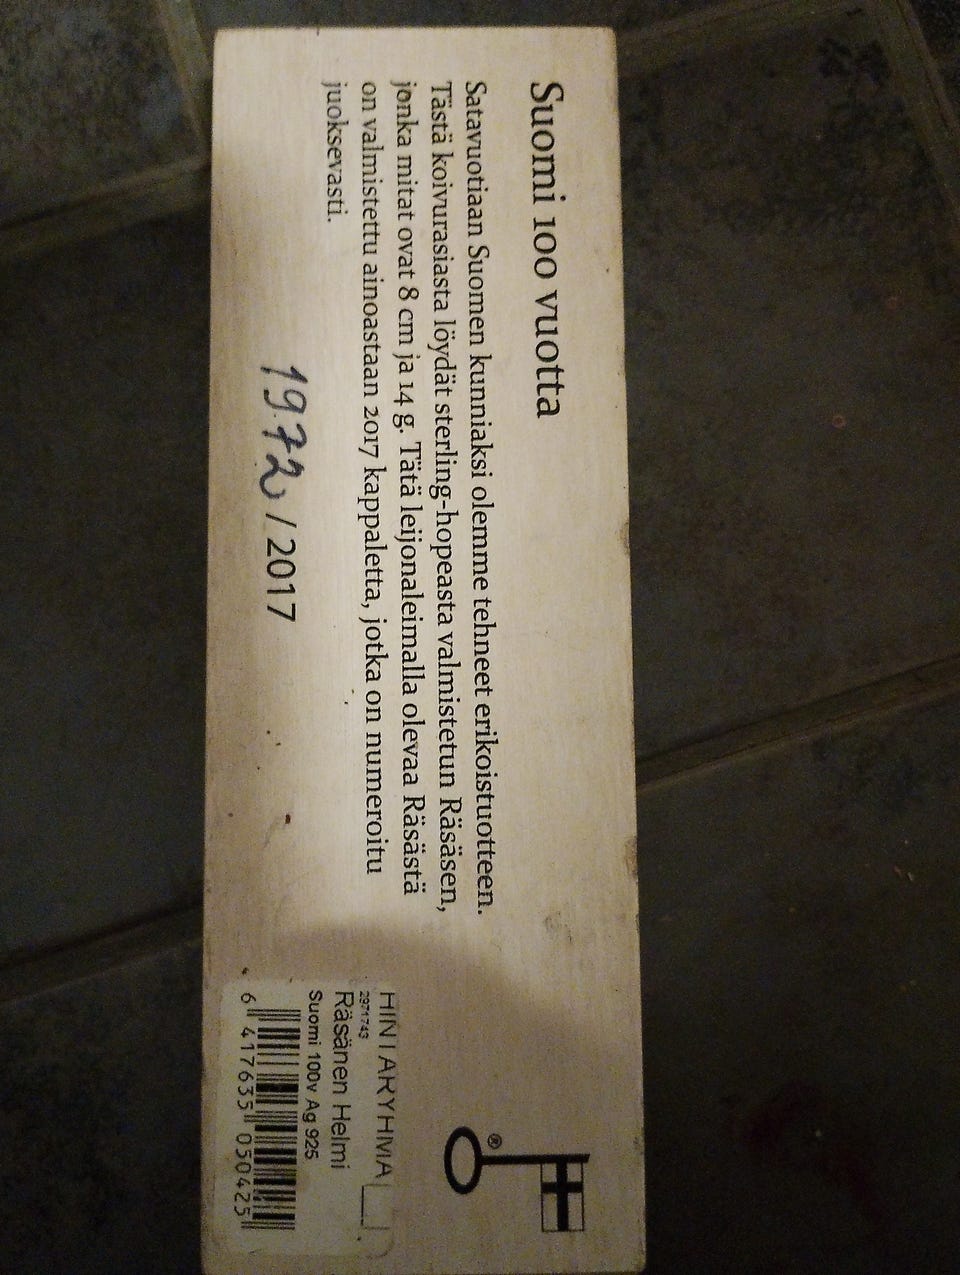 Suomi 100 vuotta
Satavuotiaan Suomen kunniaksi olemme tehneet erikoistuotteen.
Tästä koivurasiasta löydät sterling-hopeasta valmistetun Räsäsen,
jonka mitat ovat 8 cm ja 14 g. Tätä leijonaleimalla olevaa Räsästä
on valmistettu ainoastaan 2017 kappaletta, jotka on numeroitu
juoksevasti.
1972/2017
®
HINTARYHMÄ
2971743
Räsänen Helmi
Suomi 100v Ag 925
6 417635 050425